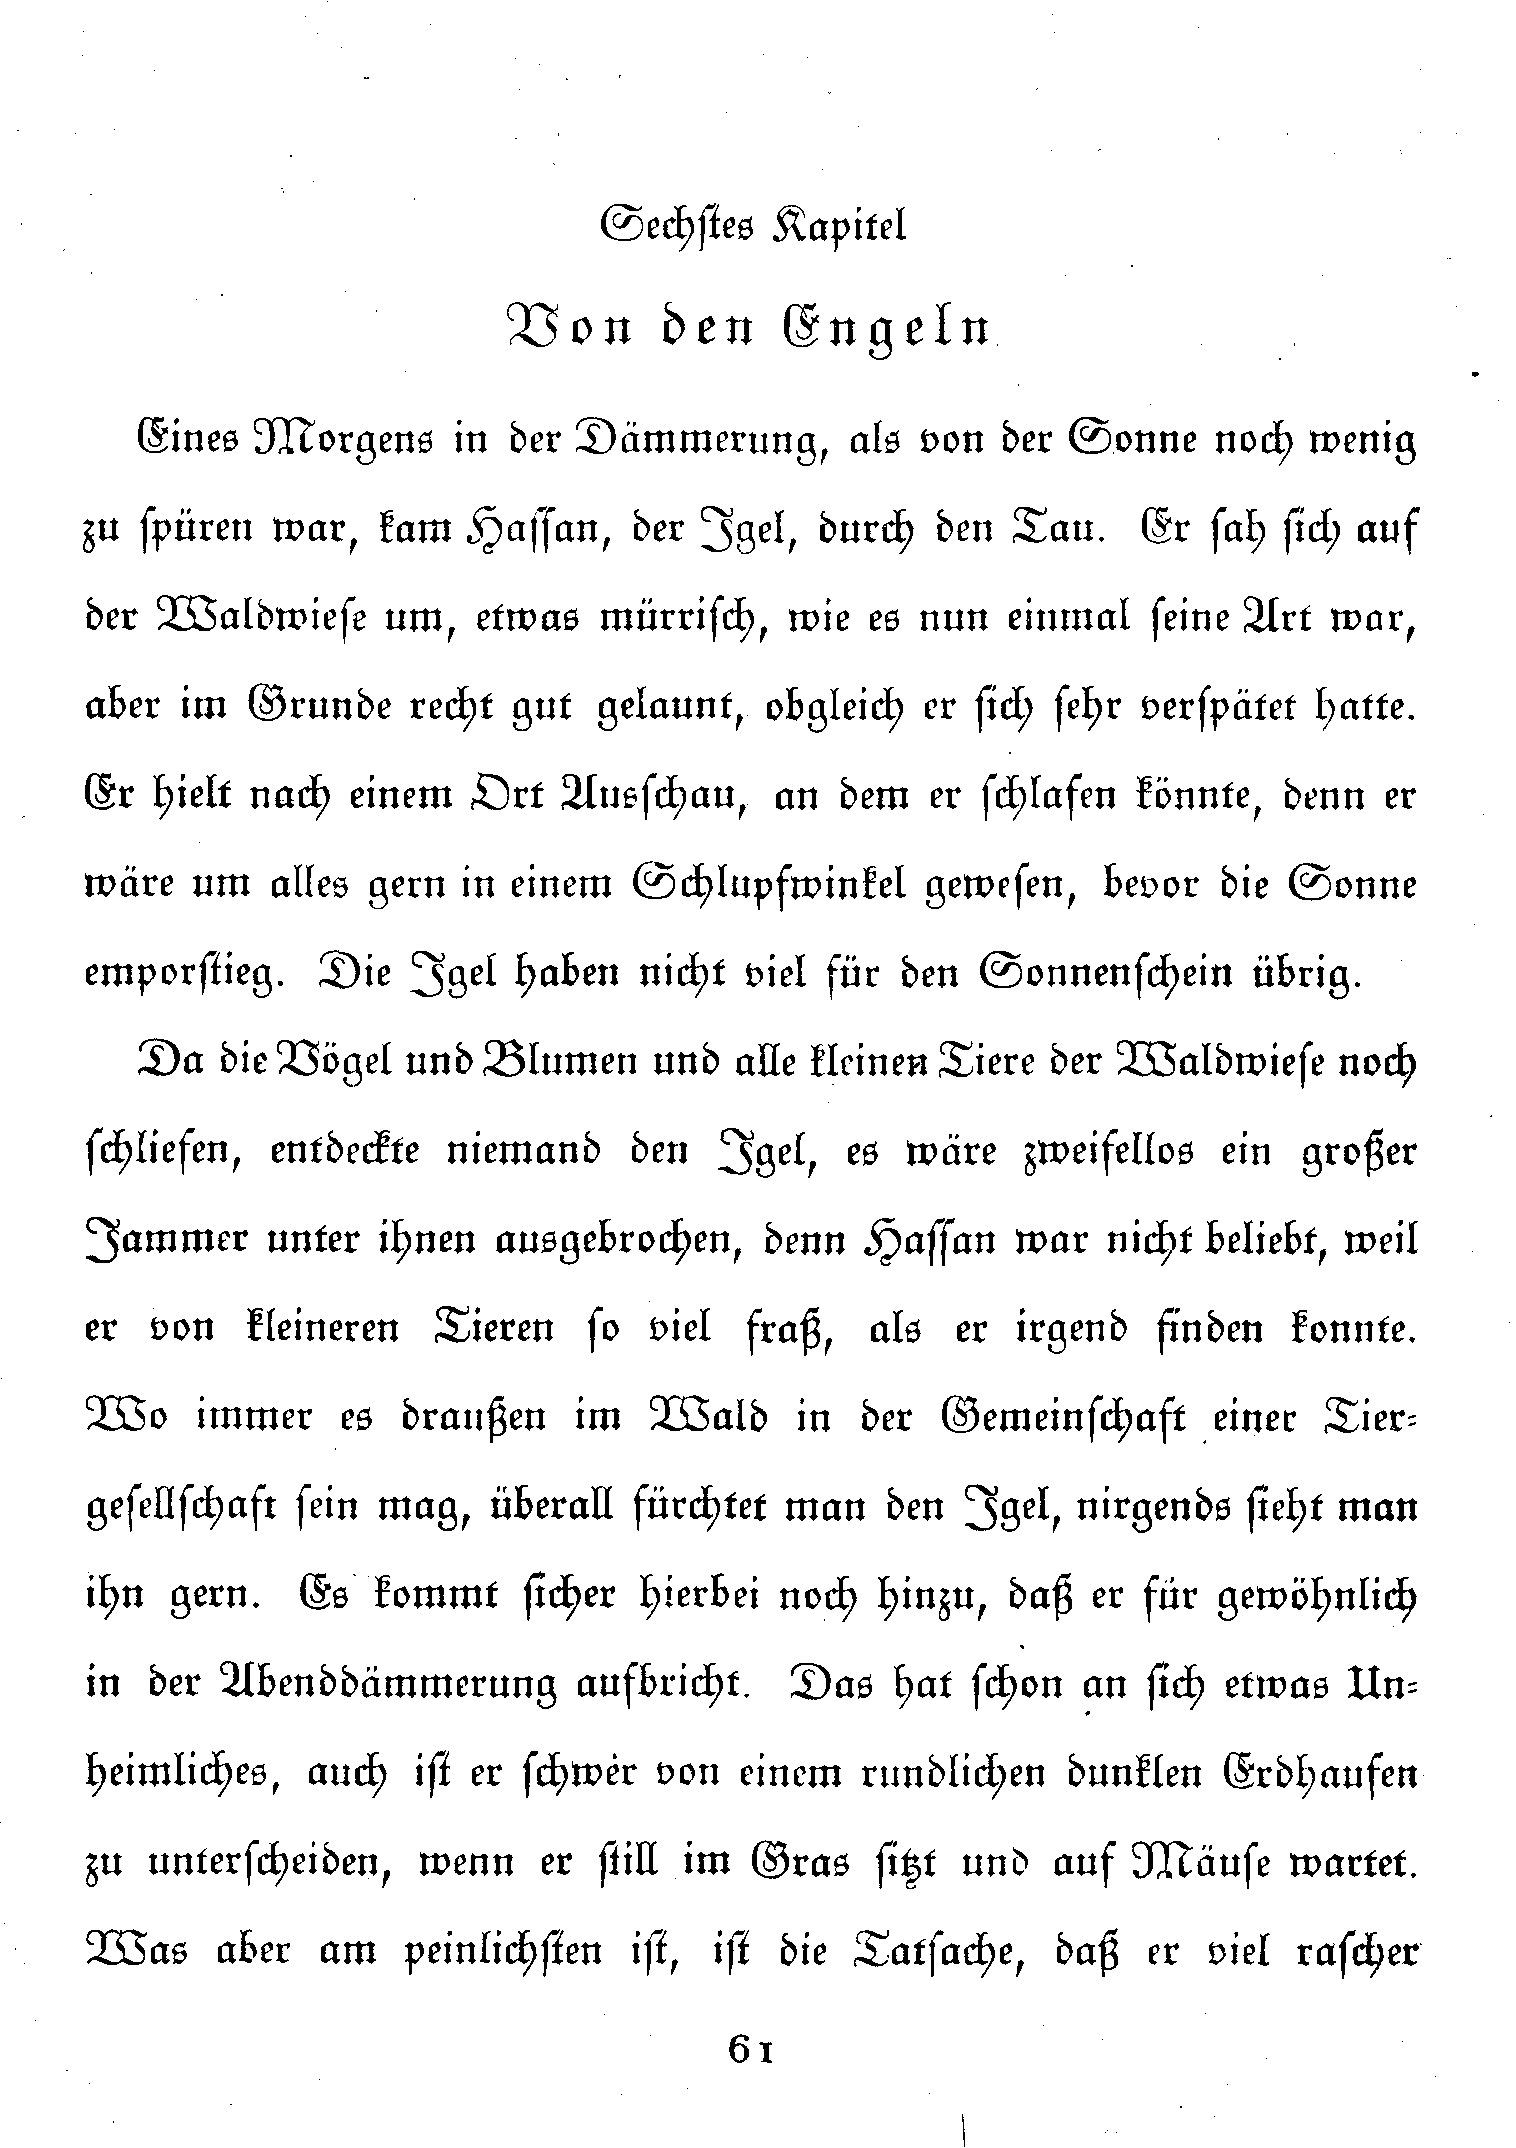 Sechstes Kapitel
Von den Engeln
Eines Morgens in der Dämmerung, als von der Sonne noch wenig
zu spüren war, kam Hassan, der Igel, durch den Tau. Er sah sich auf
der Waldwiese um, etwas mürrisch, wie es nun einmal seine Art war,
aber im Grunde recht gut gelaunt, obgleich er sich sehr verspätet hatte.
Er hielt nach einem Ort Ausschau, an dem er schlafen könnte, denn er
wäre um alles gern in einem Schlupfwinkel gewesen, bevor die Sonne
emporstieg. Die Igel haben nicht viel für den Sonnenschein übrig.
Da die Vögel und Blumen und alle kleinen Tiere der Waldwiese noch
schliefen, entdeckte niemand den Igel, es wäre zweifellos ein großer
Jammer unter ihnen ausgebrochen, denn Hassan war nicht beliebt, weil
er von kleineren Tieren so viel fraß, als er irgend finden konnte.
Wo immer es draußen im Wald in der Gemeinschaft einer Tier-
gesellschaft sein mag, überall fürchtet man den Igel, nirgends sieht man
ihn gern. Es kommt sicher hierbei noch hinzu, daß er für gewöhnlich
in der Abenddämmerung aufbricht. Das hat schon an sich etwas Un-
heimliches, auch ist er schwer von einem rundlichen dunklen Erdhaufen
zu unterscheiden, wenn er still im Gras sitzt und auf Mäuse wartet.
Was aber am peinlichsten ist, ist die Tatsache, daß er viel rascher
61